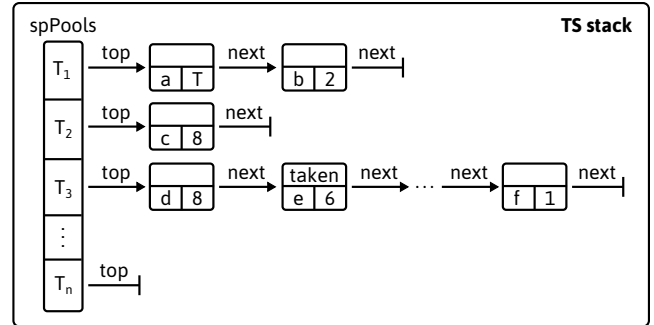 spPools TS stack
top next next
T1 a T b 2
top next
T2 c 8
top next taken next next next
T3 d 8 e 6 ⋯ f 1
⋮
top
Tn